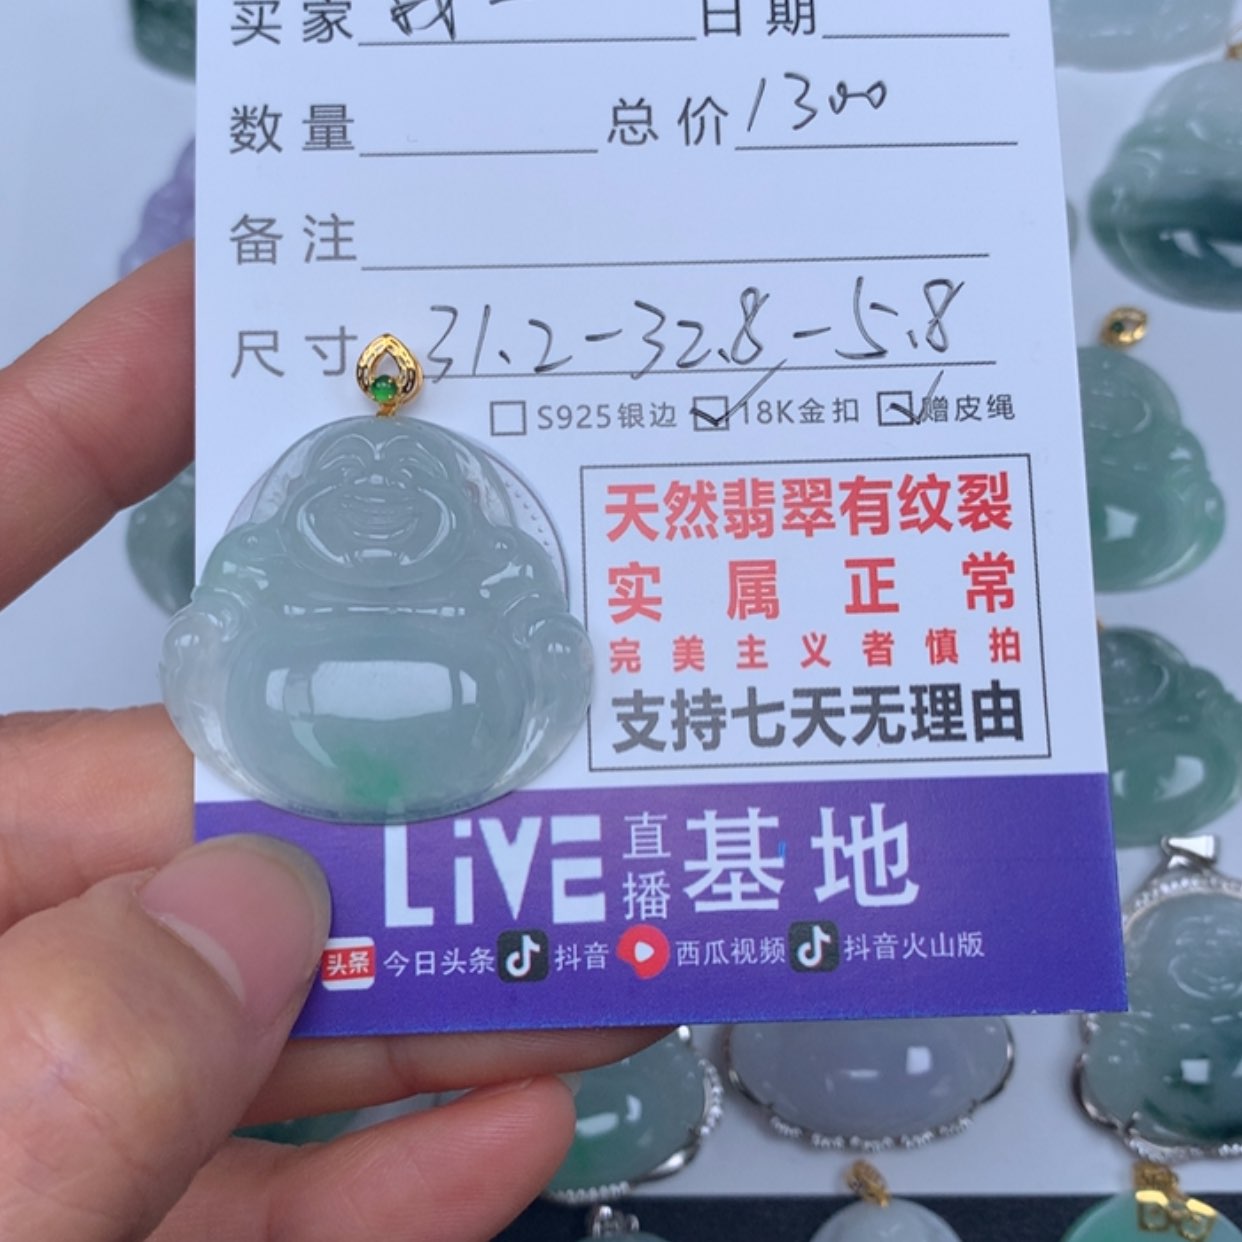 买家 日期
数量 总价 1300
备注
尺寸 31.2-32.8-5.8
S925银边 18K金扣 赠皮绳
天然翡翠有纹裂
实属正常
完美主义者慎拍
支持七天无理由
LiVE 直播 基地
头条 今日头条 抖音 西瓜视频 抖音火山版